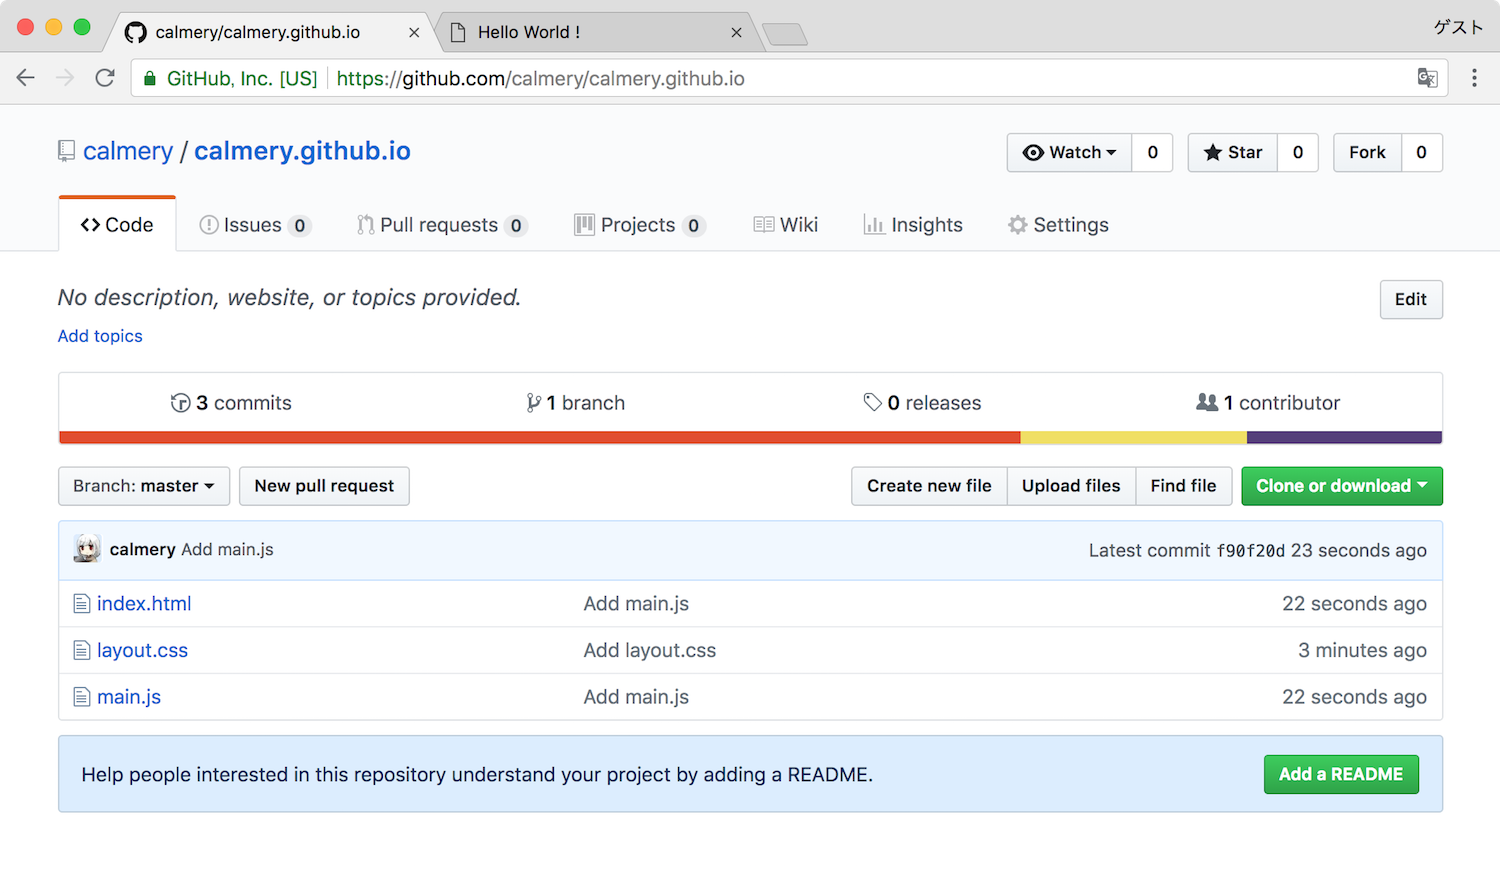 calmery/calmery.github.io
Hello World !
ゲスト
GitHub, Inc. [US] https://github.com/calmery/calmery.github.io
calmery / calmery.github.io
Watch 0 Star 0 Fork 0
Code Issues 0 Pull requests 0 Projects 0 Wiki Insights Settings
No description, website, or topics provided.
Edit
Add topics
3 commits 1 branch 0 releases 1 contributor
Branch: master New pull request Create new file Upload files Find file Clone or download
calmery Add main.js Latest commit f90f20d 23 seconds ago
index.html Add main.js 22 seconds ago
layout.css Add layout.css 3 minutes ago
main.js Add main.js 22 seconds ago
Help people interested in this repository understand your project by adding a README. Add a README